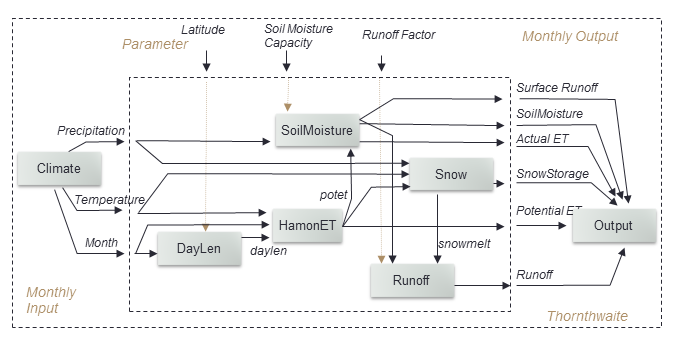 Latitude
Soil Moisture
Capacity
Runoff Factor
Parameter
Monthly Output
Surface Runoff
SoilMoisture
Precipitation
SoilMoisture
Actual ET
Climate
Snow
SnowStorage
Temperature
potet
Potential ET
HamonET
Output
Month
DayLen
daylen
snowmelt
Runoff
Runoff
Monthly
Input
Thornthwaite